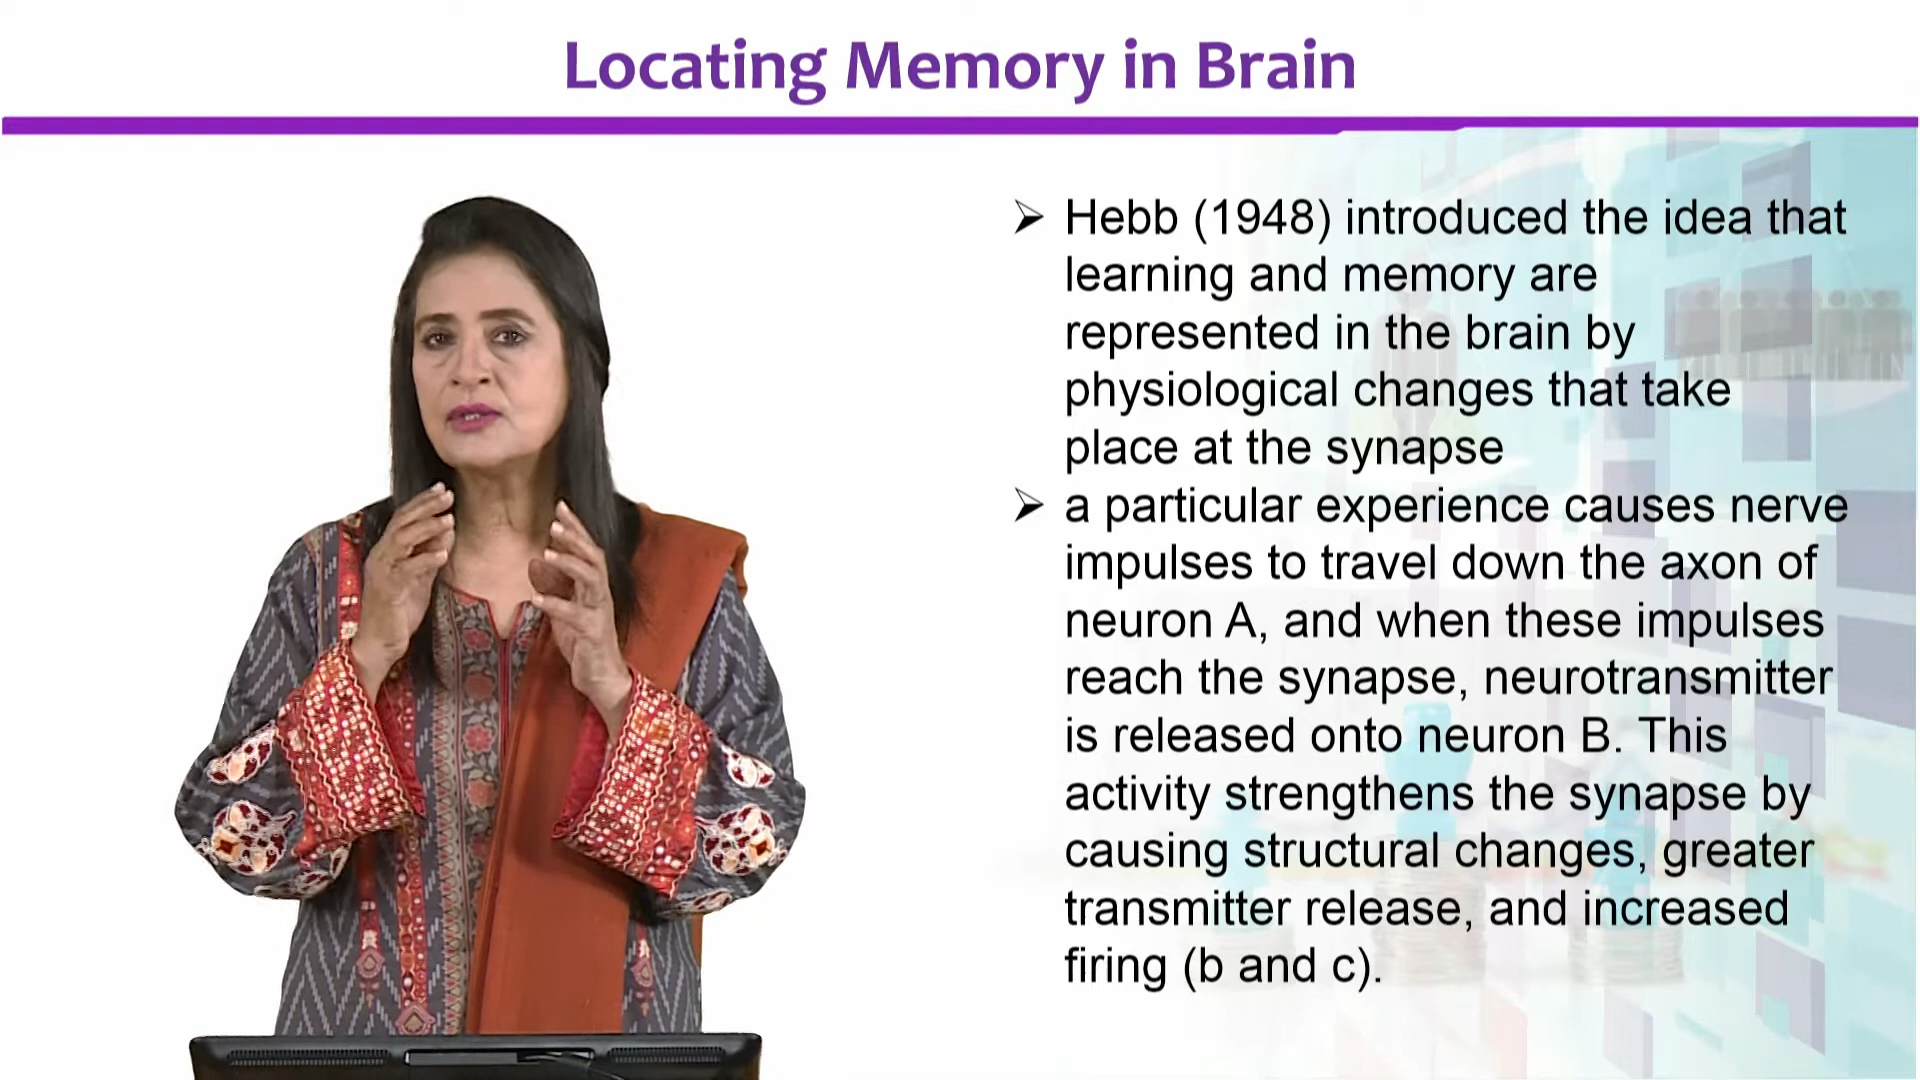 Locating Memory in Brain
➢ Hebb (1948) introduced the idea that
learning and memory are
represented in the brain by
physiological changes that take
place at the synapse
➢ a particular experience causes nerve
impulses to travel down the axon of
neuron A, and when these impulses
reach the synapse, neurotransmitter
is released onto neuron B. This
activity strengthens the synapse by
causing structural changes, greater
transmitter release, and increased
firing (b and c).